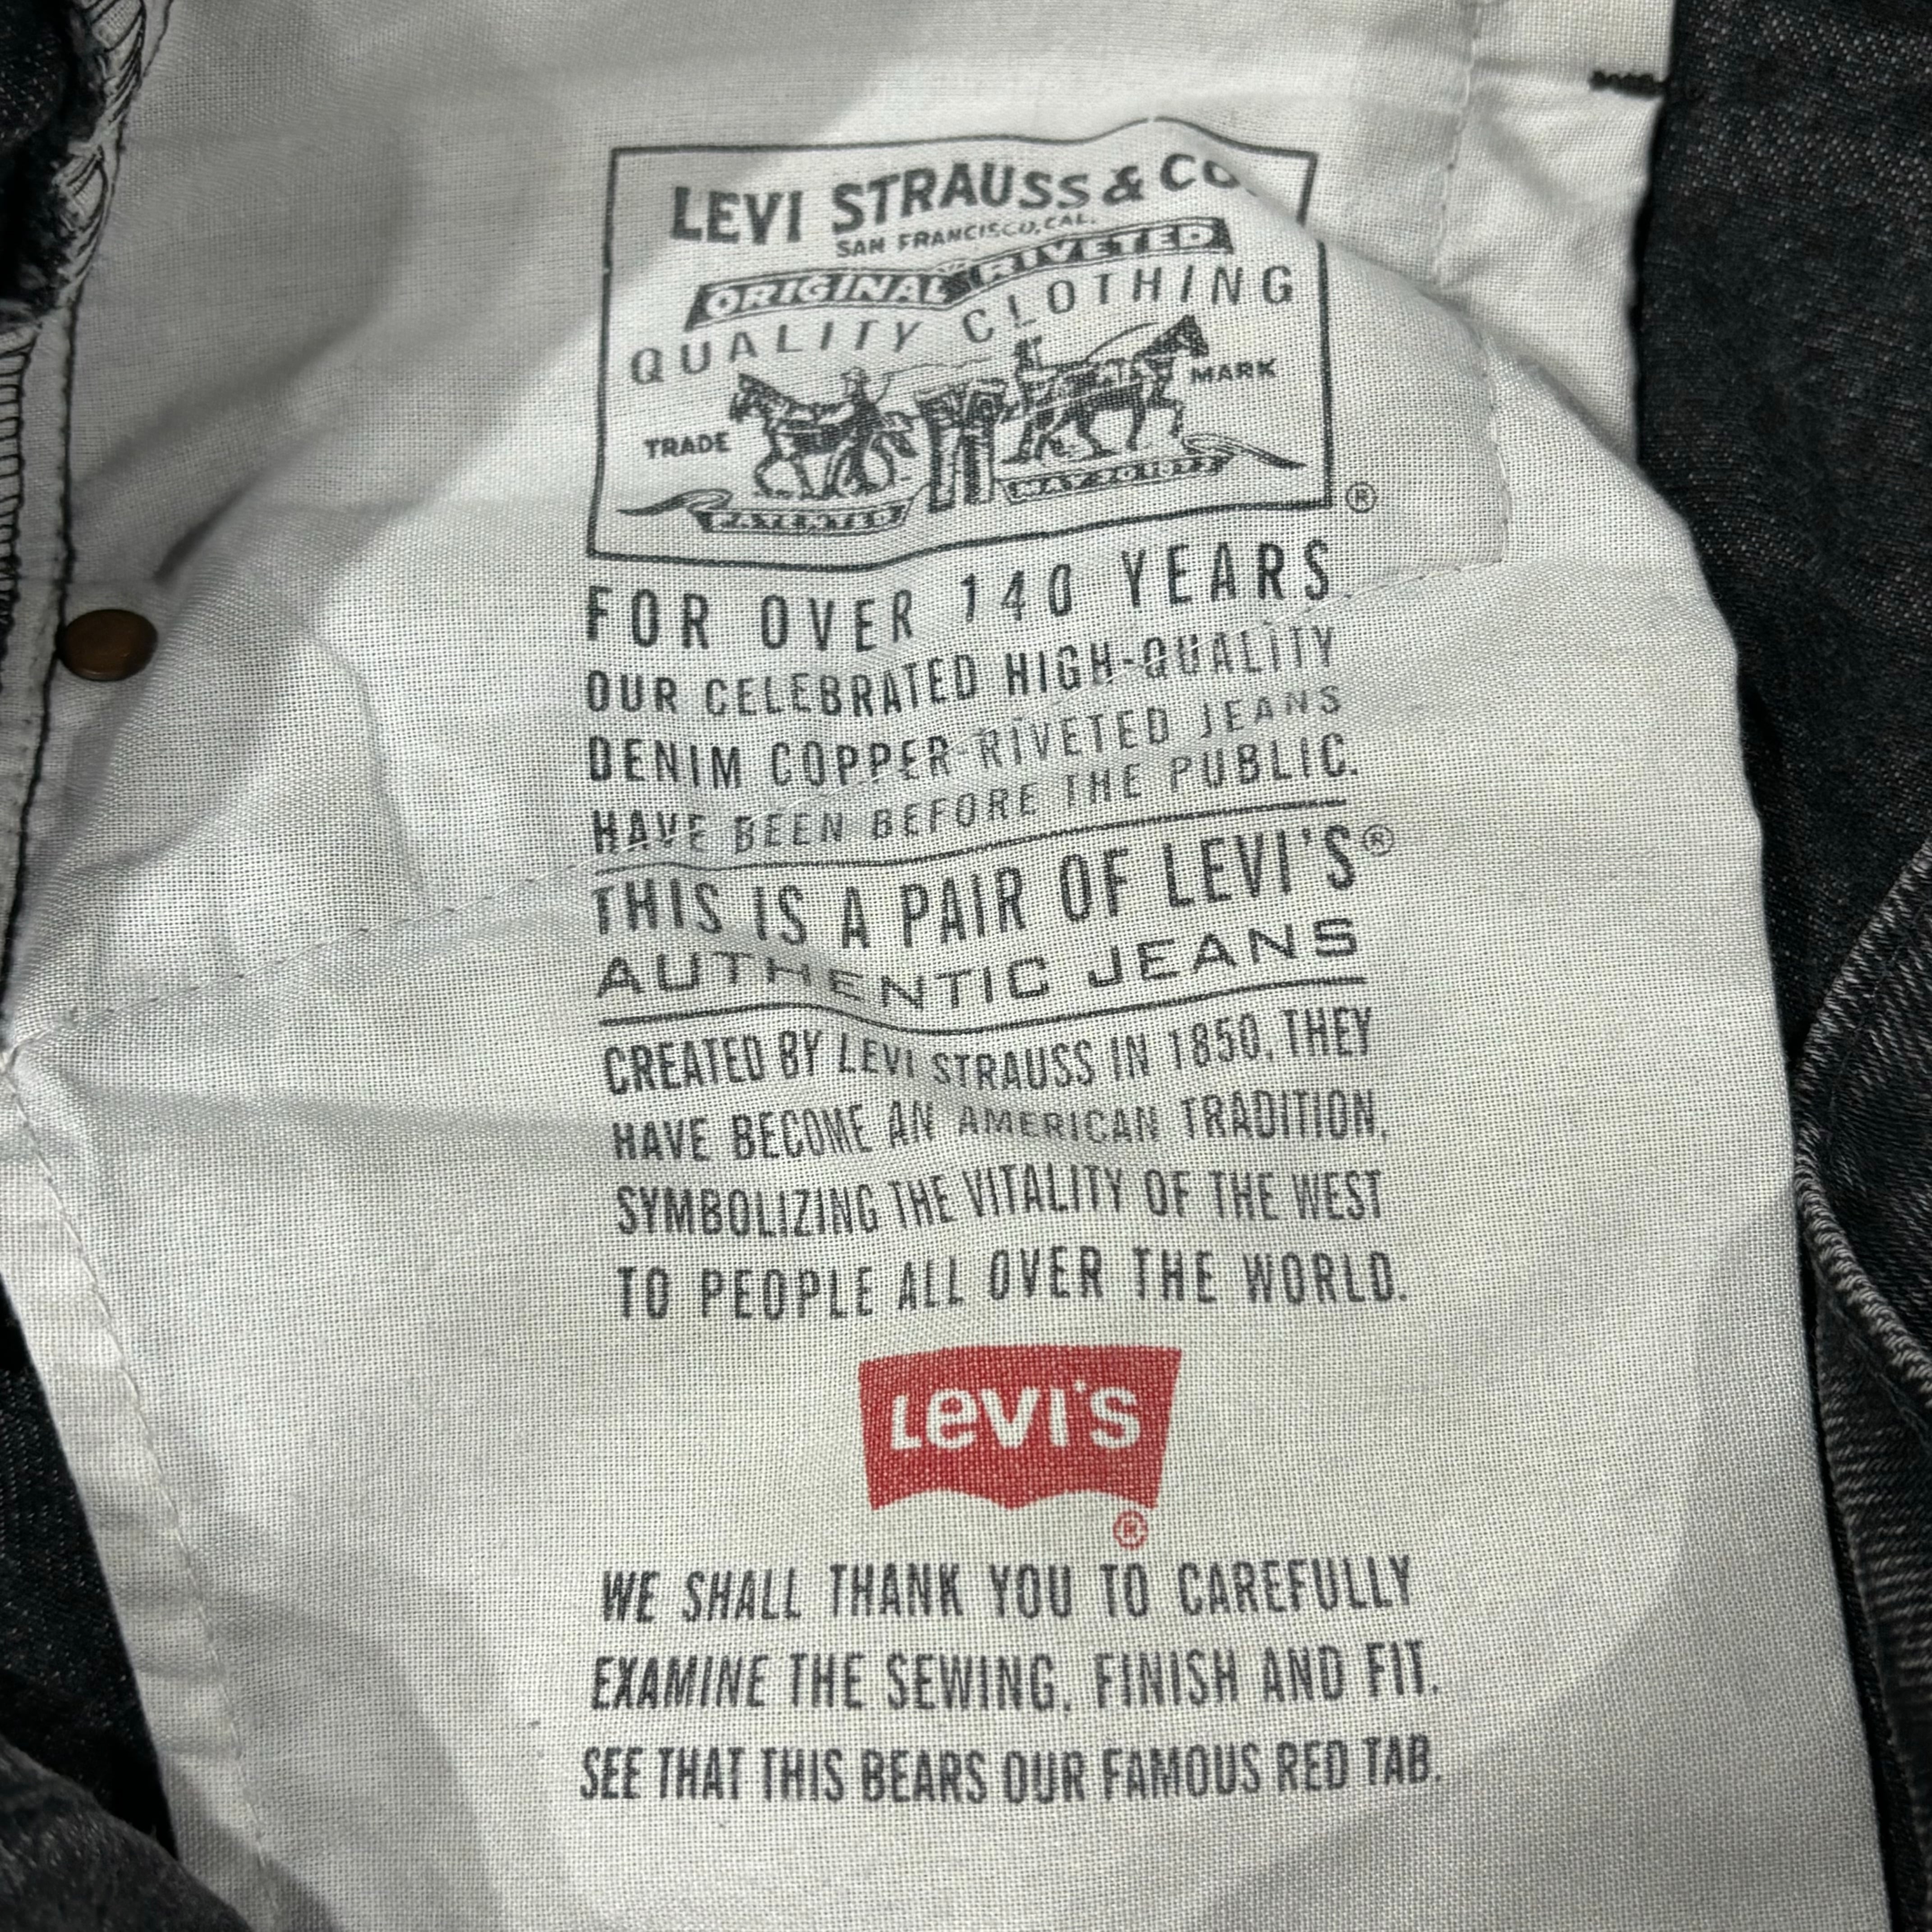 LEVI STRAUSS & CO.
SAN FRANCISCO, CAL.
ORIGINAL RIVETED
QUALITY CLOTHING
TRADE MARK
PATENTED MAY 20 1873
®
FOR OVER 140 YEARS
OUR CELEBRATED HIGH-QUALITY
DENIM COPPER-RIVETED JEANS
HAVE BEEN BEFORE THE PUBLIC.
THIS IS A PAIR OF LEVI'S®
AUTHENTIC JEANS
CREATED BY LEVI STRAUSS IN 1850, THEY
HAVE BECOME AN AMERICAN TRADITION,
SYMBOLIZING THE VITALITY OF THE WEST
TO PEOPLE ALL OVER THE WORLD.
LEVI'S
®
WE SHALL THANK YOU TO CAREFULLY
EXAMINE THE SEWING, FINISH AND FIT.
SEE THAT THIS BEARS OUR FAMOUS RED TAB.